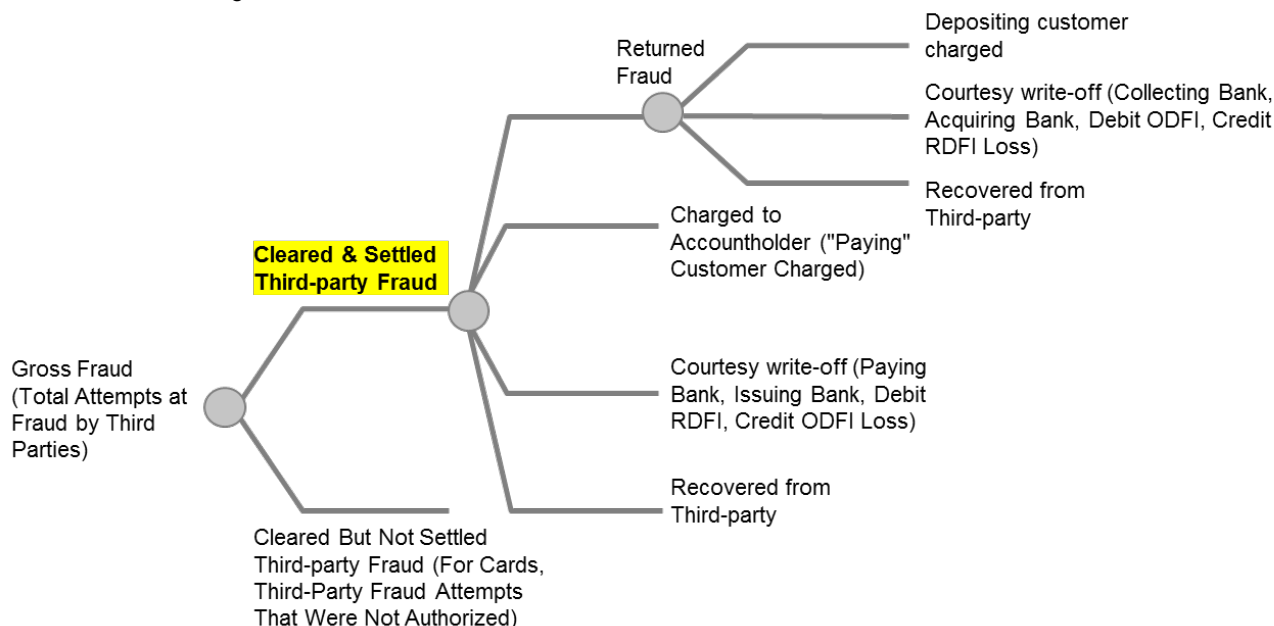 Depositing customer
charged
Returned
Fraud
Courtesy write-off (Collecting Bank,
Acquiring Bank, Debit ODFI, Credit
RDFI Loss)
Recovered from
Third-party
Charged to
Accountholder ("Paying"
Customer Charged)
Cleared & Settled
Third-party Fraud
Gross Fraud
(Total Attempts at
Fraud by Third
Parties)
Courtesy write-off (Paying
Bank, Issuing Bank, Debit
RDFI, Credit ODFI Loss)
Recovered from
Third-party
Cleared But Not Settled
Third-party Fraud (For Cards,
Third-Party Fraud Attempts
That Were Not Authorized)